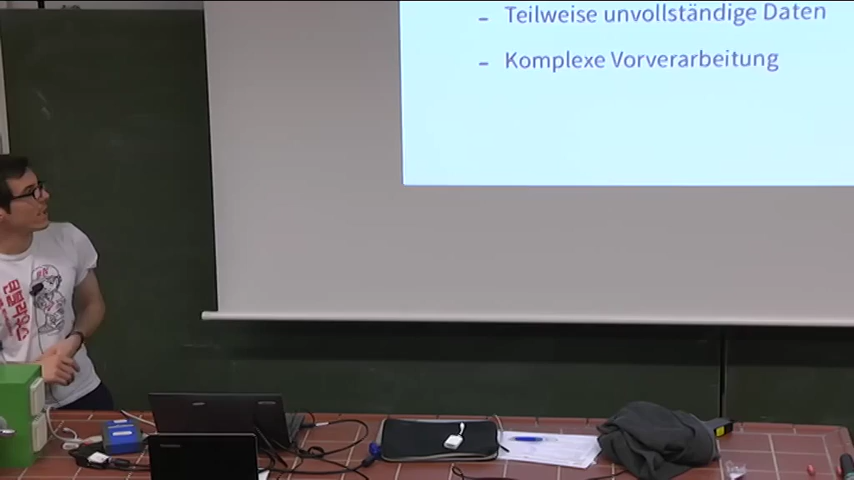 – Teilweise unvollständige Daten
– Komplexe Vorverarbeitung